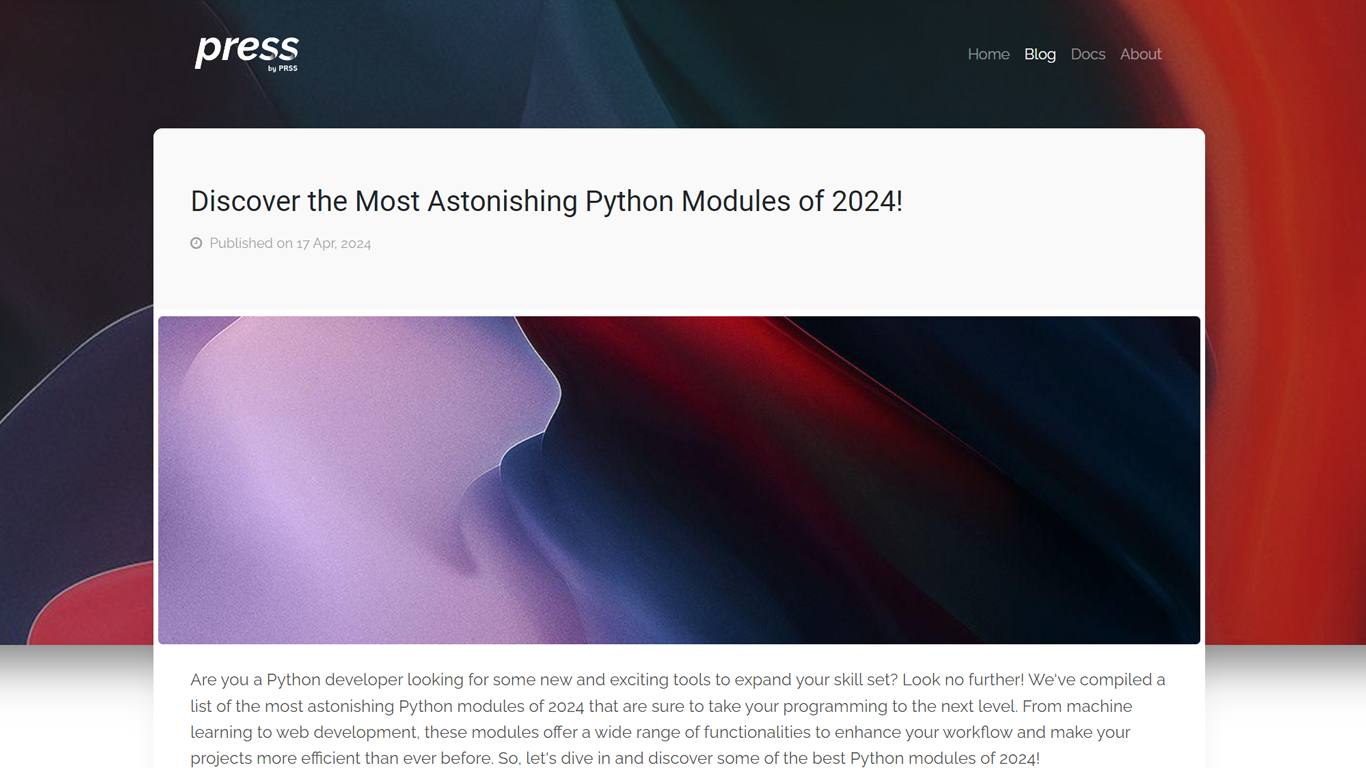 press
by PRSS
Home Blog Docs About
Discover the Most Astonishing Python Modules of 2024!
Published on 17 Apr, 2024
Are you a Python developer looking for some new and exciting tools to expand your skill set? Look no further! We've compiled a
list of the most astonishing Python modules of 2024 that are sure to take your programming to the next level. From machine
learning to web development, these modules offer a wide range of functionalities to enhance your workflow and make your
projects more efficient than ever before. So, let's dive in and discover some of the best Python modules of 2024!